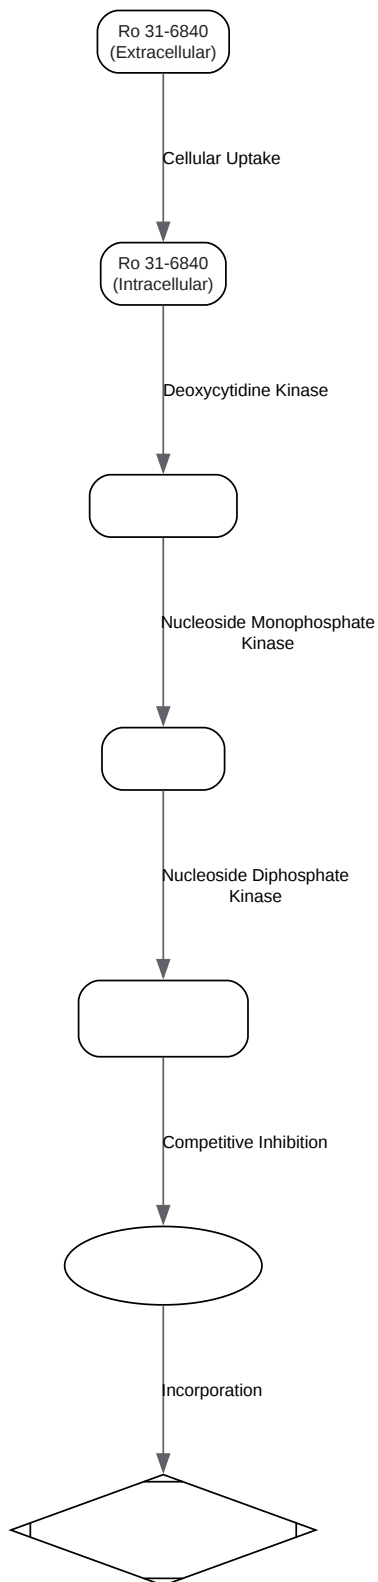 Ro 31-6840
(Extracellular)
Cellular Uptake
Ro 31-6840
(Intracellular)
Deoxycytidine Kinase
Nucleoside Monophosphate
Kinase
Nucleoside Diphosphate
Kinase
Competitive Inhibition
Incorporation